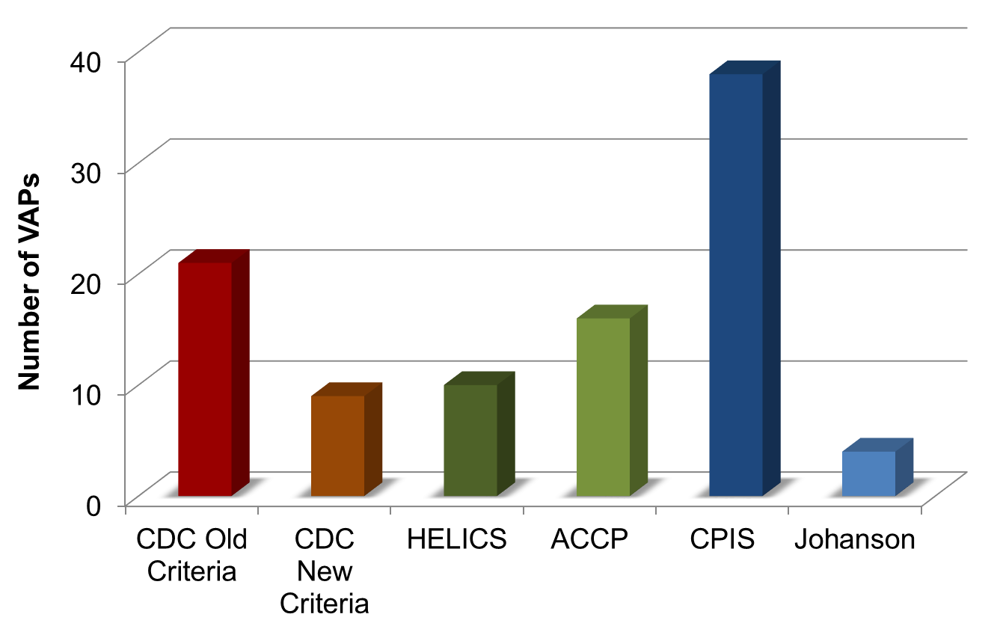 40
30
20
10
0
Number of VAPs
CDC Old
Criteria
CDC
New
Criteria
HELICS
ACCP
CPIS
Johanson